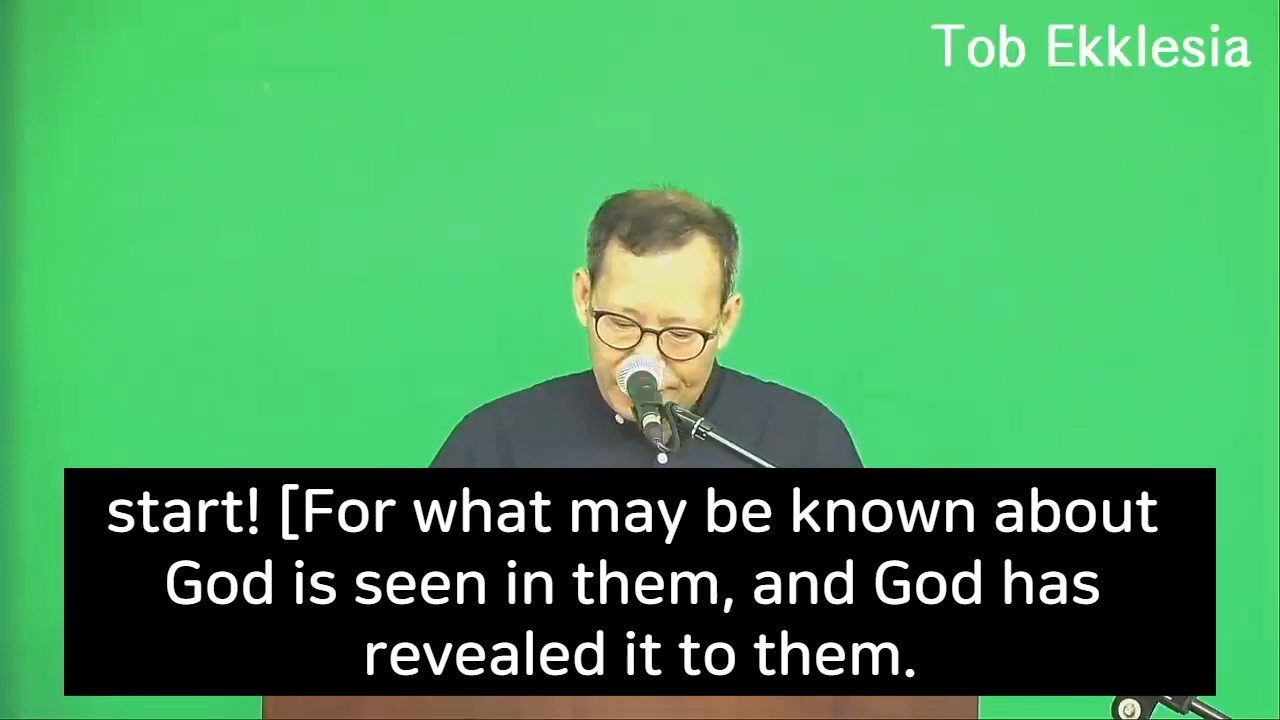 Tob Ekklesia
start! [For what may be known about
God is seen in them, and God has
revealed it to them.